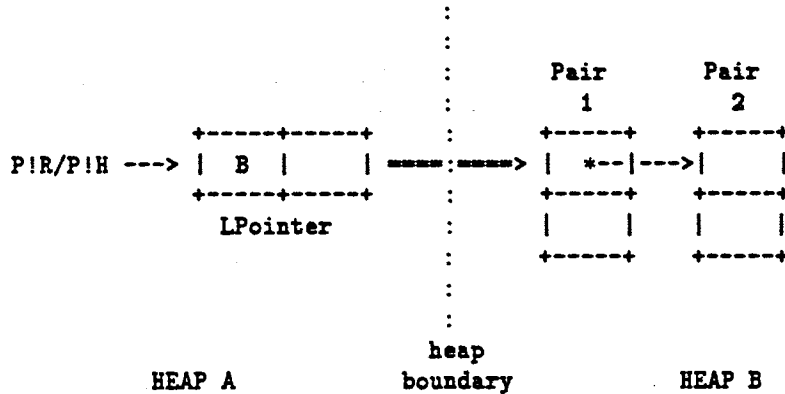 Pair Pair
1 2
P!R/P!H ---> | B | | ====:====> | *--|---> | |
LPointer
heap
HEAP A boundary HEAP B